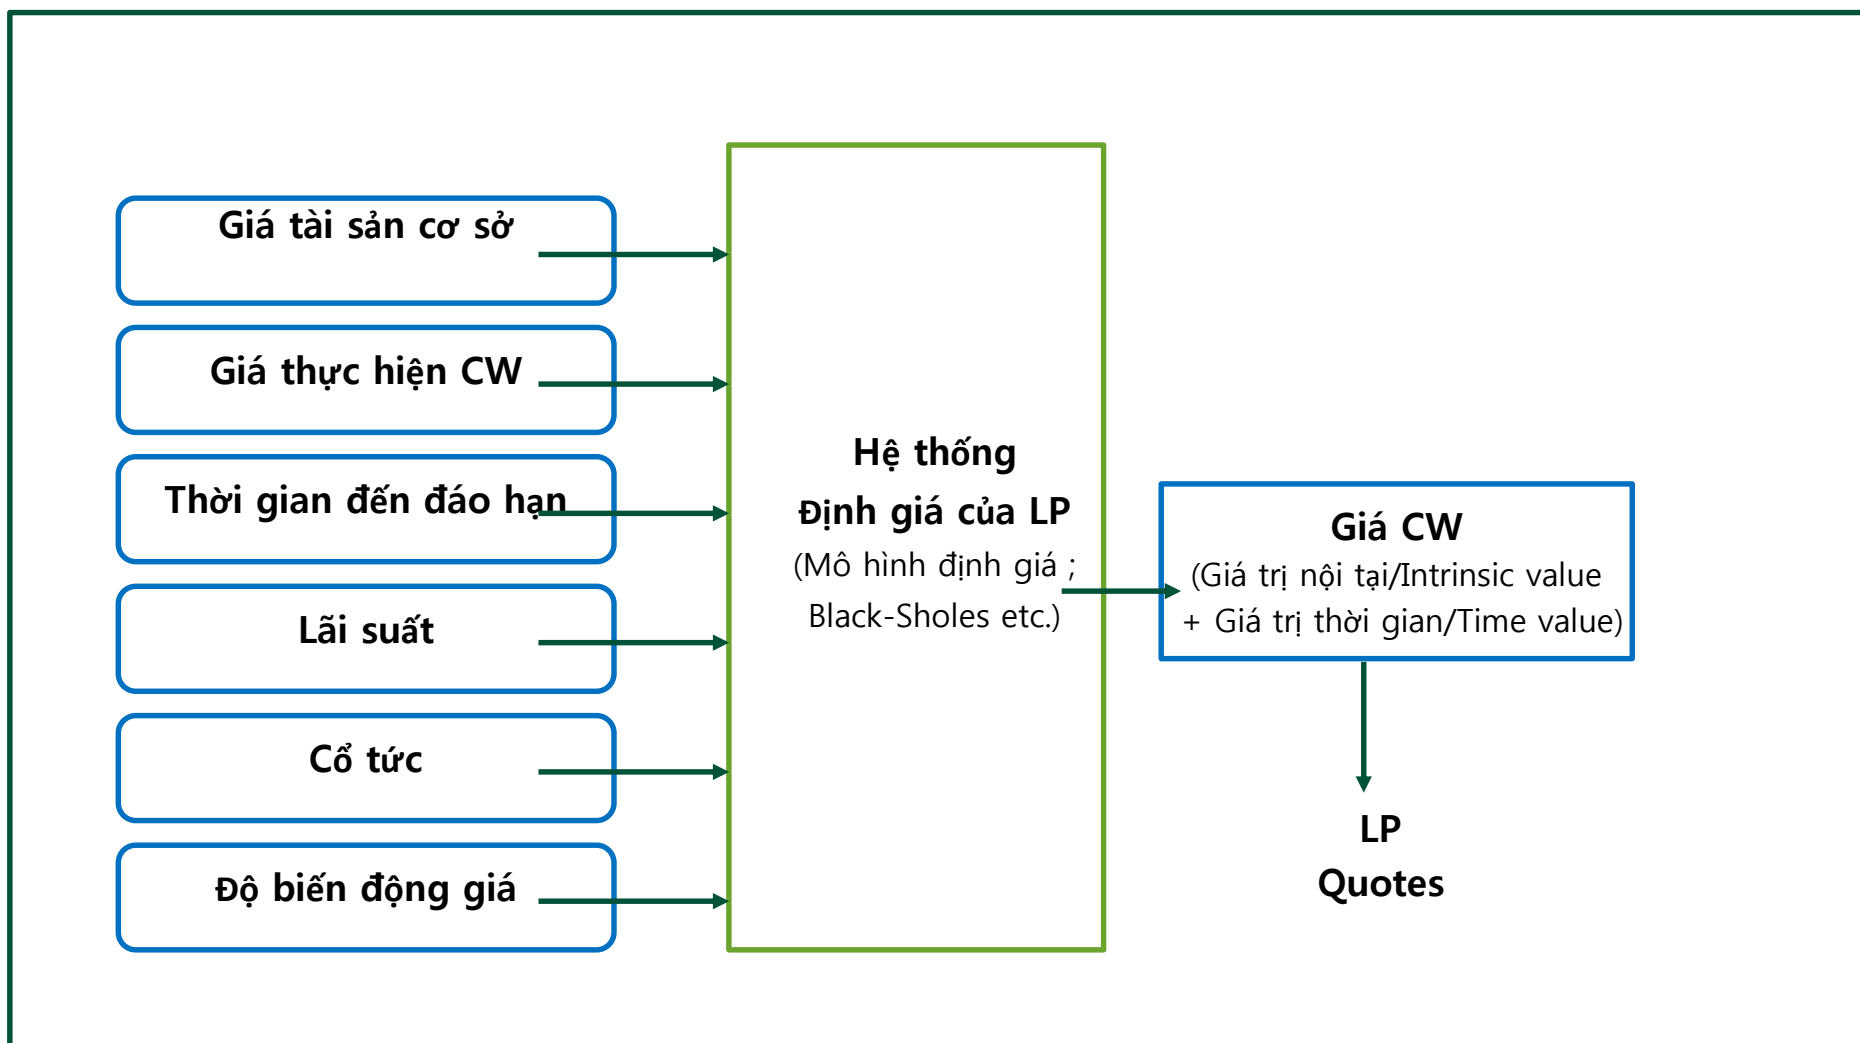 Giá tài sản cơ sở
Giá thực hiện CW
Thời gian đến đáo hạn
Lãi suất
Cổ tức
Độ biến động giá
Hệ thống
Định giá của LP
(Mô hình định giá ;
Black-Sholes etc.)
Giá CW
(Giá trị nội tại/Intrinsic value
+ Giá trị thời gian/Time value)
LP
Quotes